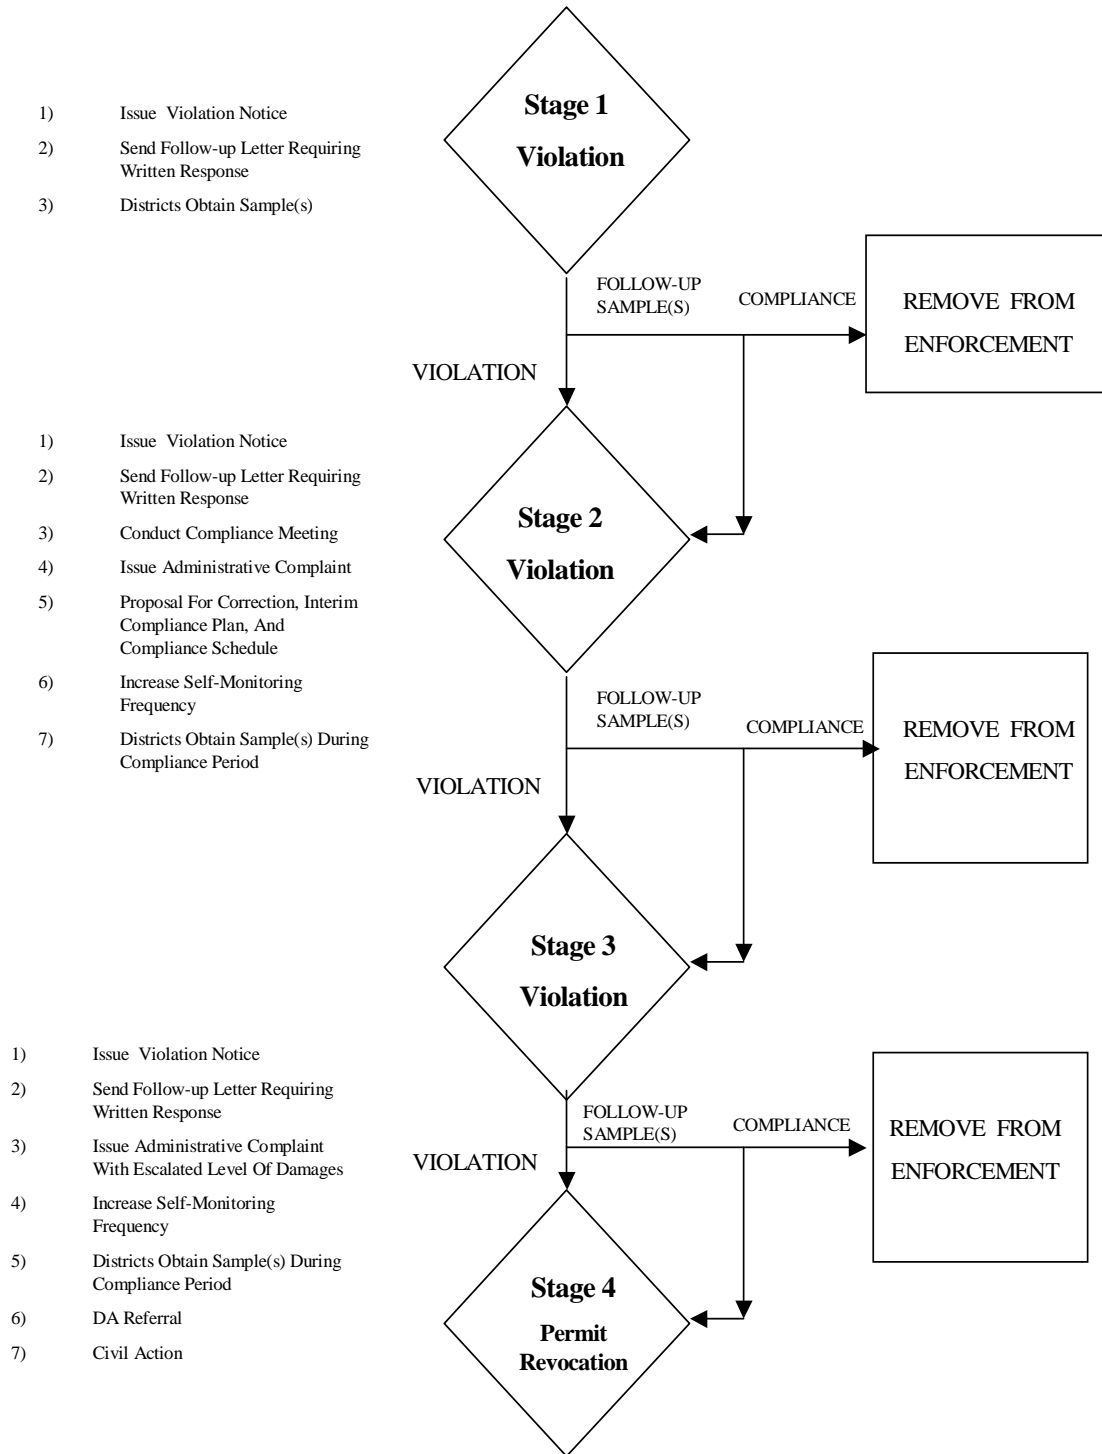 Stage 1
Violation
1) Issue Violation Notice
2) Send Follow-up Letter Requiring
Written Response
3) Districts Obtain Sample(s)
FOLLOW-UP
SAMPLE(S)
COMPLIANCE
REMOVE FROM
ENFORCEMENT
VIOLATION
1) Issue Violation Notice
2) Send Follow-up Letter Requiring
Written Response
3) Conduct Compliance Meeting
4) Issue Administrative Complaint
5) Proposal For Correction, Interim
Compliance Plan, And
Compliance Schedule
6) Increase Self-Monitoring
Frequency
7) Districts Obtain Sample(s) During
Compliance Period
Stage 2
Violation
FOLLOW-UP
SAMPLE(S)
COMPLIANCE
REMOVE FROM
ENFORCEMENT
VIOLATION
Stage 3
Violation
1) Issue Violation Notice
2) Send Follow-up Letter Requiring
Written Response
3) Issue Administrative Complaint
With Escalated Level Of Damages
4) Increase Self-Monitoring
Frequency
5) Districts Obtain Sample(s) During
Compliance Period
6) DA Referral
7) Civil Action
FOLLOW-UP
SAMPLE(S)
COMPLIANCE
REMOVE FROM
ENFORCEMENT
VIOLATION
Stage 4
Permit
Revocation